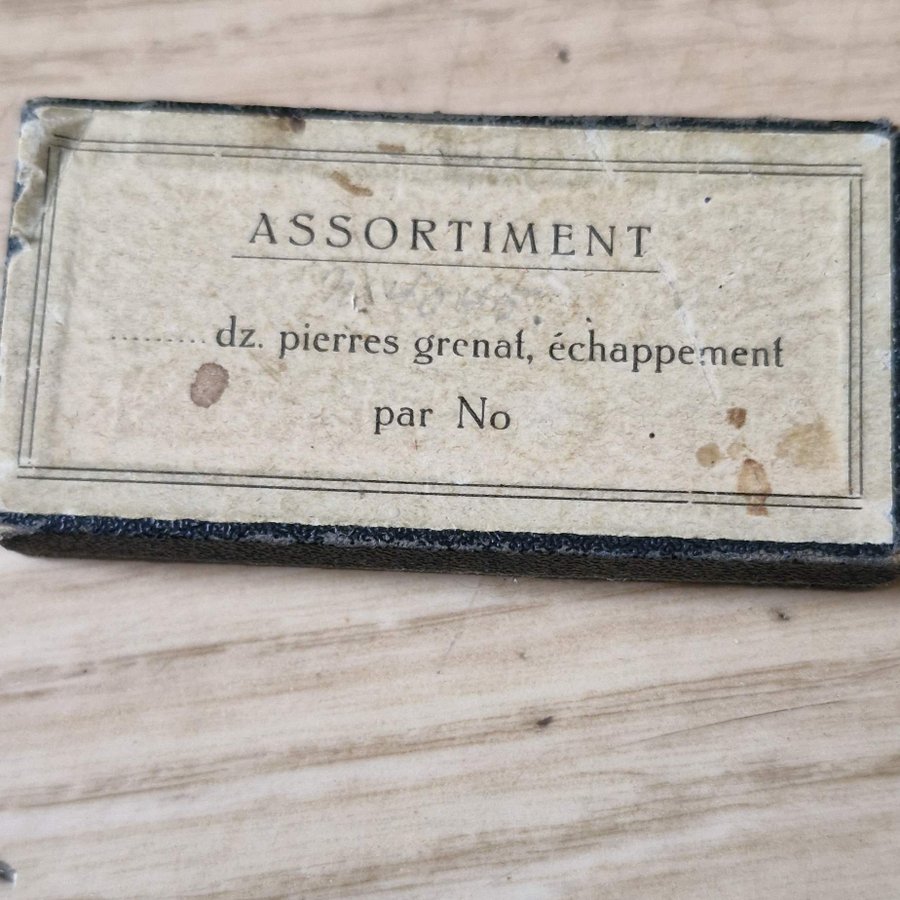 ASSORTIMENT
......... dz. pierres grenat, échappement
par No